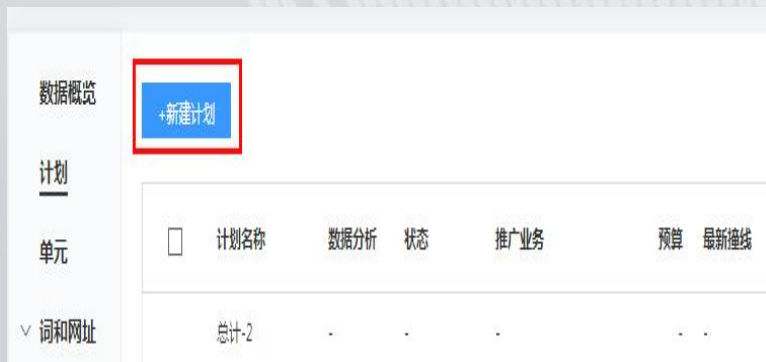 数据概览
+新建计划
计划
计划名称 数据分析 状态 推广业务 预算 最新撞线
单元
词和网址
总计-2 - - - - -